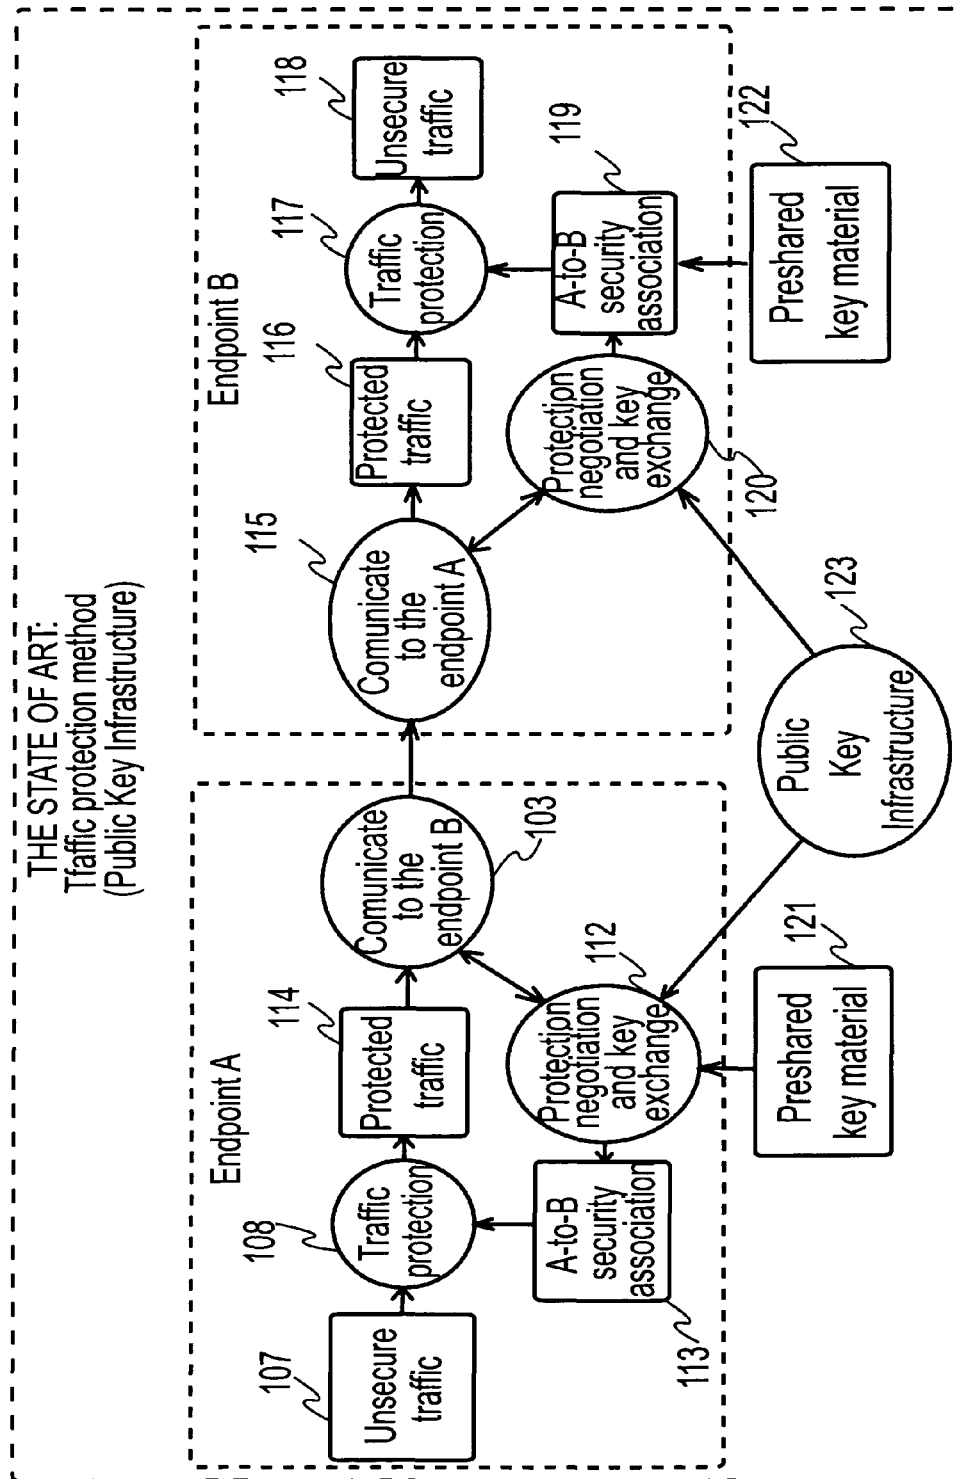 THE STATE OF ART:
Tfaffic protection method
(Public Key Infrastructure)
Endpoint A
107
Unsecure
traffic
108
Traffic
protection
114
Protected
traffic
Comunicate
to the
endpoint B
103
113
A-to-B
security
association
112
Protection
negotiation
and key
exchange
121
Preshared
key material
Endpoint B
115
Comunicate
to the
endpoint A
116
Protected
traffic
117
Traffic
protection
118
Unsecure
traffic
120
Protection
negotiation
and key
exchange
119
A-to-B
security
association
122
Preshared
key material
123
Public
Key
Infrastructure